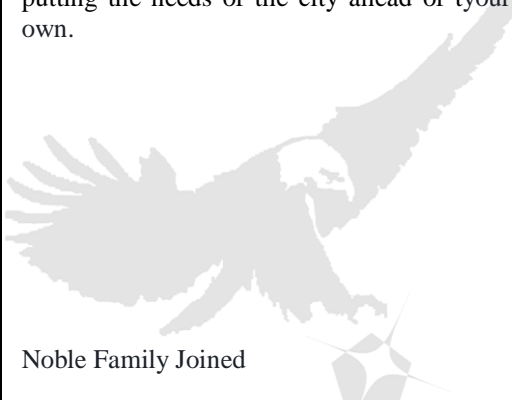 putting the needs of the city ahead of tyour
own.
Noble Family Joined